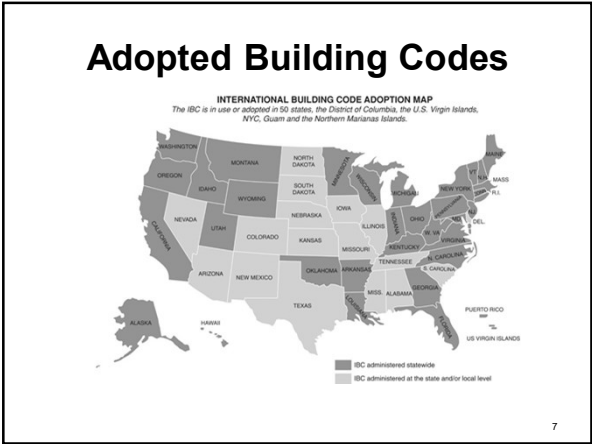 Adopted Building Codes
INTERNATIONAL BUILDING CODE ADOPTION MAP
The IBC is in use or adopted in 50 states, the District of Columbia, the U.S. Virgin Islands,
NYC, Guam and the Northern Marianas Islands.
WASHINGTON
OREGON
IDAHO
MONTANA
WYOMING
NORTH
DAKOTA
SOUTH
DAKOTA
NEBRASKA
MINNESOTA
WISCONSIN
MICHIGAN
IOWA
ILLINOIS
INDIANA
OHIO
PENNSYLVANIA
NEW YORK
VT.
N.H.
MAINE
MASS
R.I.
MD.
DEL.
W. VA
VIRGINIA
KENTUCKY
N. CAROLINA
TENNESSEE
S. CAROLINA
CALIFORNIA
NEVADA
UTAH
COLORADO
KANSAS
MISSOURI
ARIZONA
NEW MEXICO
OKLAHOMA
ARKANSAS
TEXAS
LOUISIANA
MISS.
ALABAMA
GEORGIA
FLORIDA
ALASKA
HAWAII
PUERTO RICO
US VIRGIN ISLANDS
IBC administered statewide
IBC administered at the state and/or local level
7